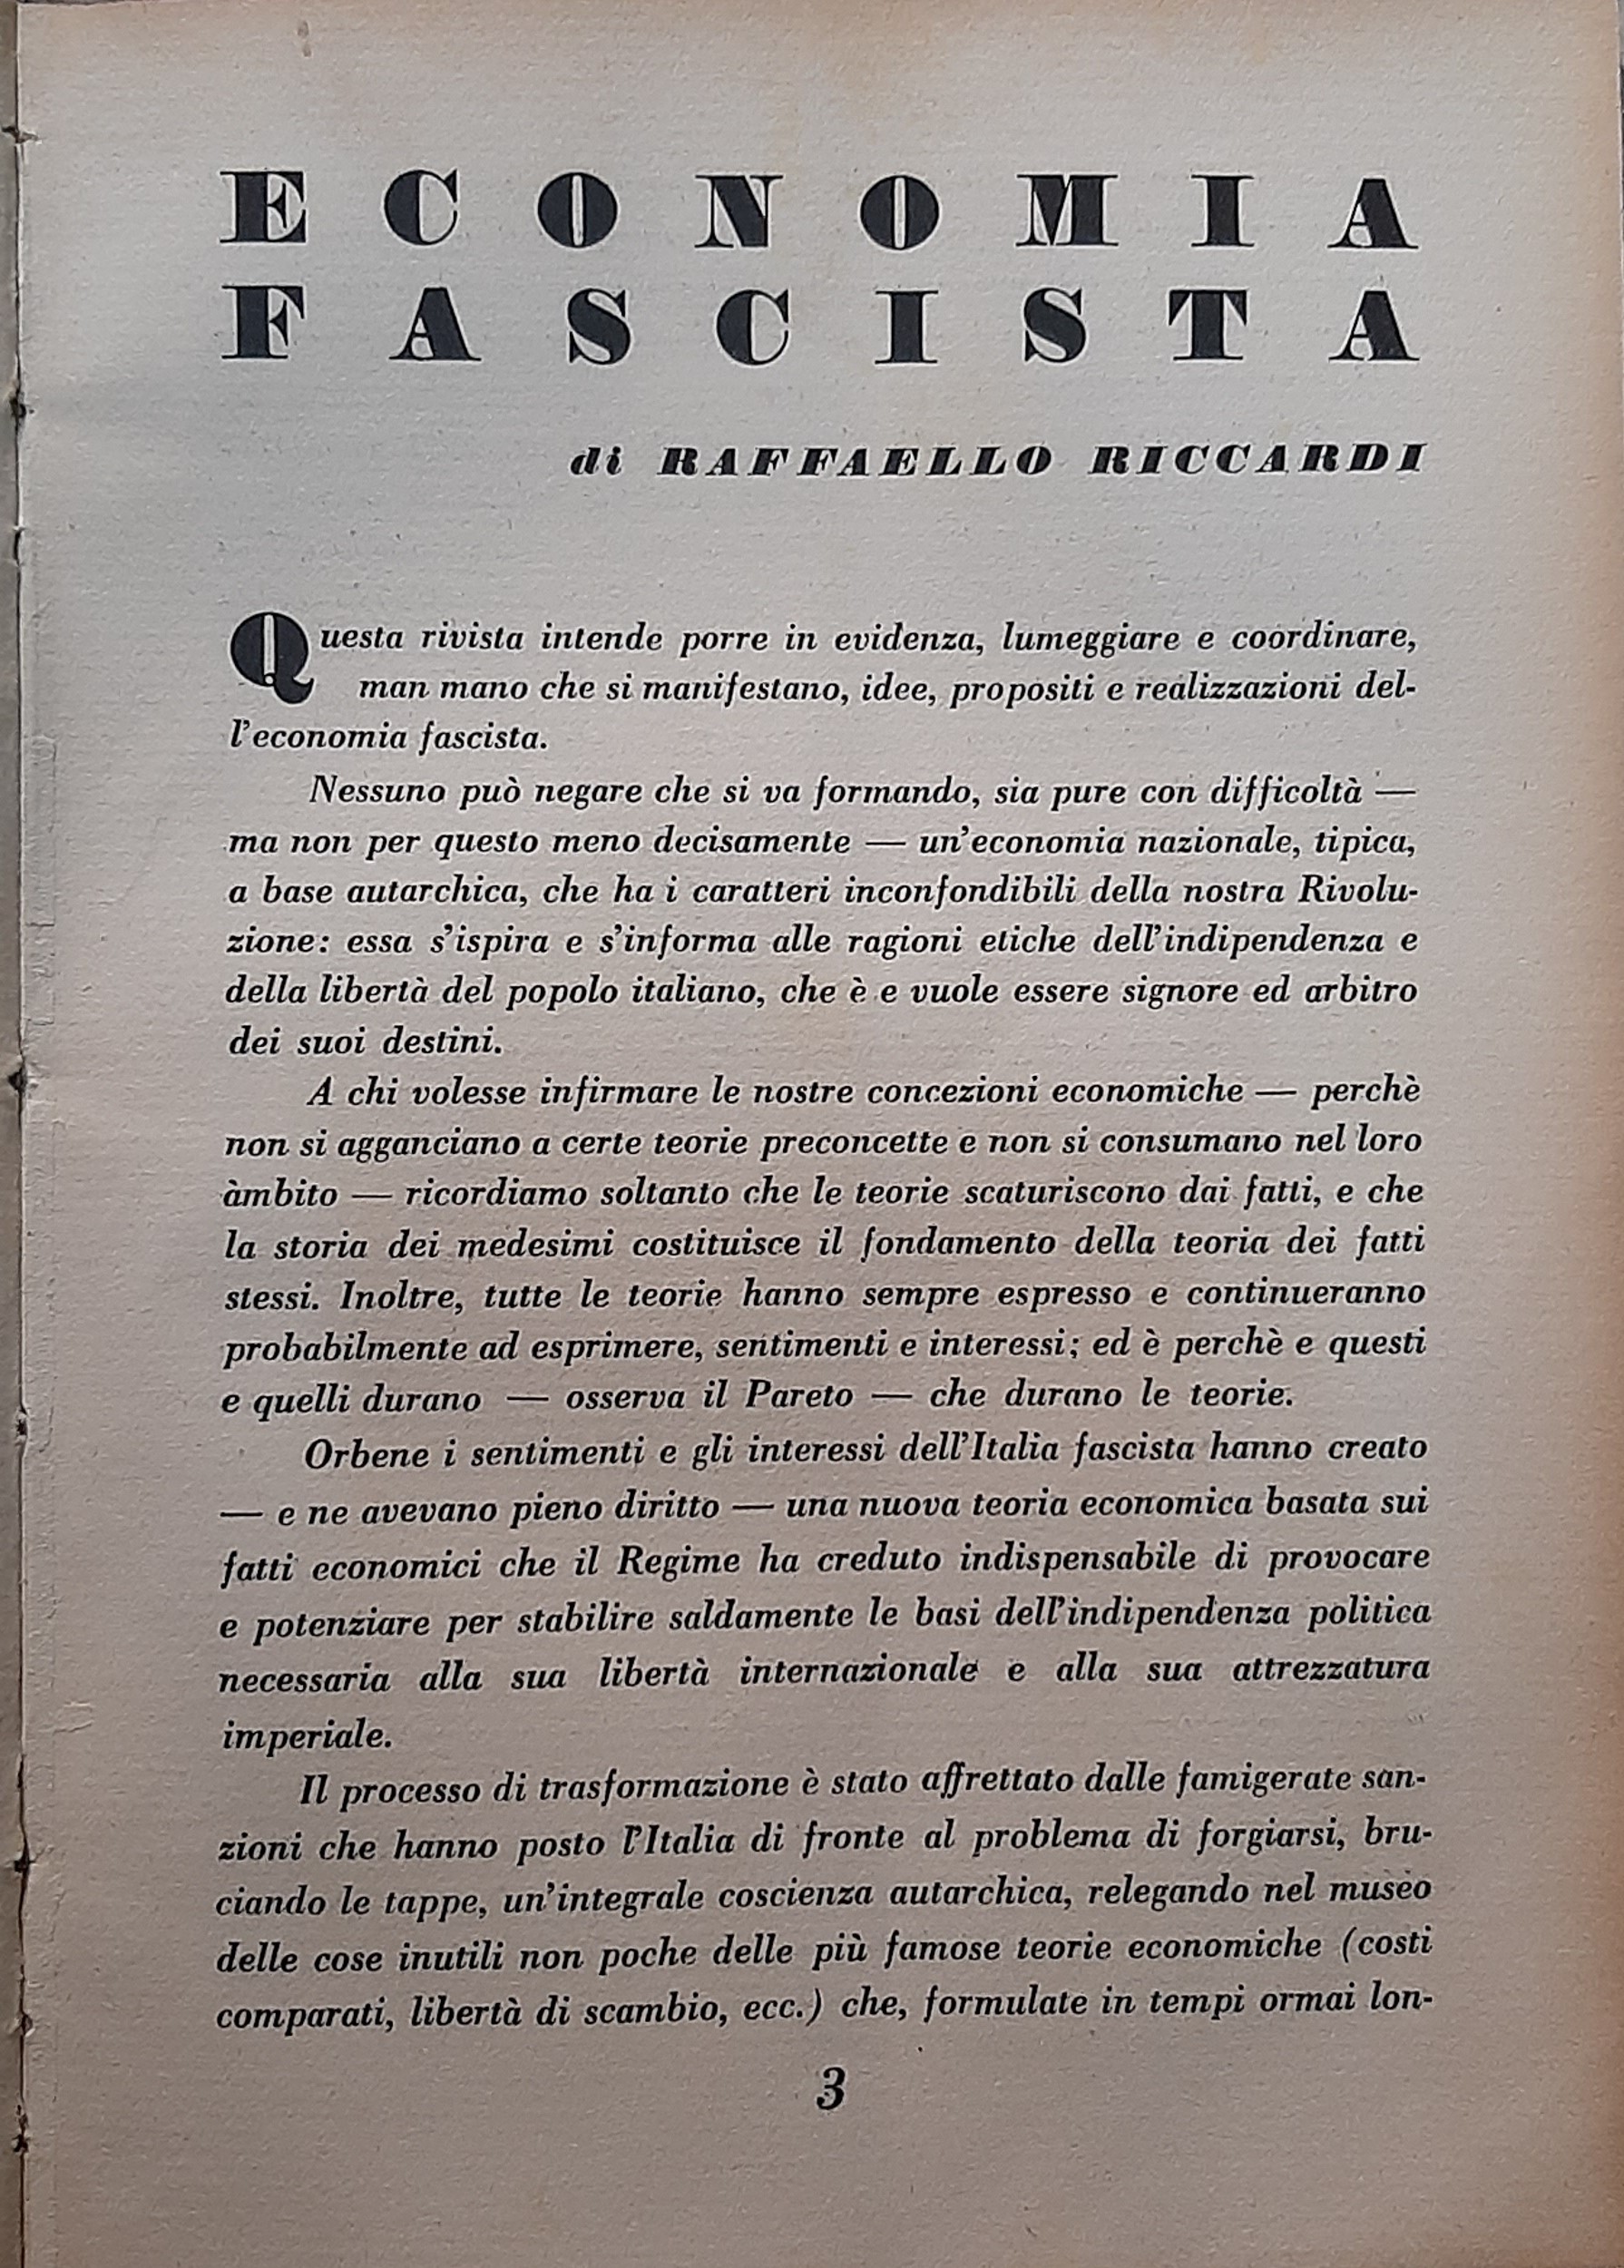 ECONOMIA
FASCISTA
di RAFFAELLO RICCARDI
Questa rivista intende porre in evidenza, lumeggiare e coordinare,
man mano che si manifestano, idee, propositi e realizzazioni del-
l'economia fascista.
Nessuno può negare che si va formando, sia pure con difficoltà —
ma non per questo meno decisamente — un'economia nazionale, tipica,
a base autarchica, che ha i caratteri inconfondibili della nostra Rivolu-
zione: essa s'ispira e s'informa alle ragioni etiche dell'indipendenza e
della libertà del popolo italiano, che è e vuole essere signore ed arbitro
dei suoi destini.
A chi volesse infirmare le nostre concezioni economiche — perchè
non si agganciano a certe teorie preconcette e non si consumano nel loro
àmbito — ricordiamo soltanto che le teorie scaturiscono dai fatti, e che
la storia dei medesimi costituisce il fondamento della teoria dei fatti
stessi. Inoltre, tutte le teorie hanno sempre espresso e continueranno
probabilmente ad esprimere, sentimenti e interessi; ed è perchè e questi
e quelli durano — osserva il Pareto — che durano le teorie.
Orbene i sentimenti e gli interessi dell'Italia fascista hanno creato
— e ne avevano pieno diritto — una nuova teoria economica basata sui
fatti economici che il Regime ha creduto indispensabile di provocare
e potenziare per stabilire saldamente le basi dell'indipendenza politica
necessaria alla sua libertà internazionale e alla sua attrezzatura
imperiale.
Il processo di trasformazione è stato affrettato dalle famigerate san-
zioni che hanno posto l'Italia di fronte al problema di forgiarsi, bru-
ciando le tappe, un'integrale coscienza autarchica, relegando nel museo
delle cose inutili non poche delle più famose teorie economiche (costi
comparati, libertà di scambio, ecc.) che, formulate in tempi ormai lon-
3